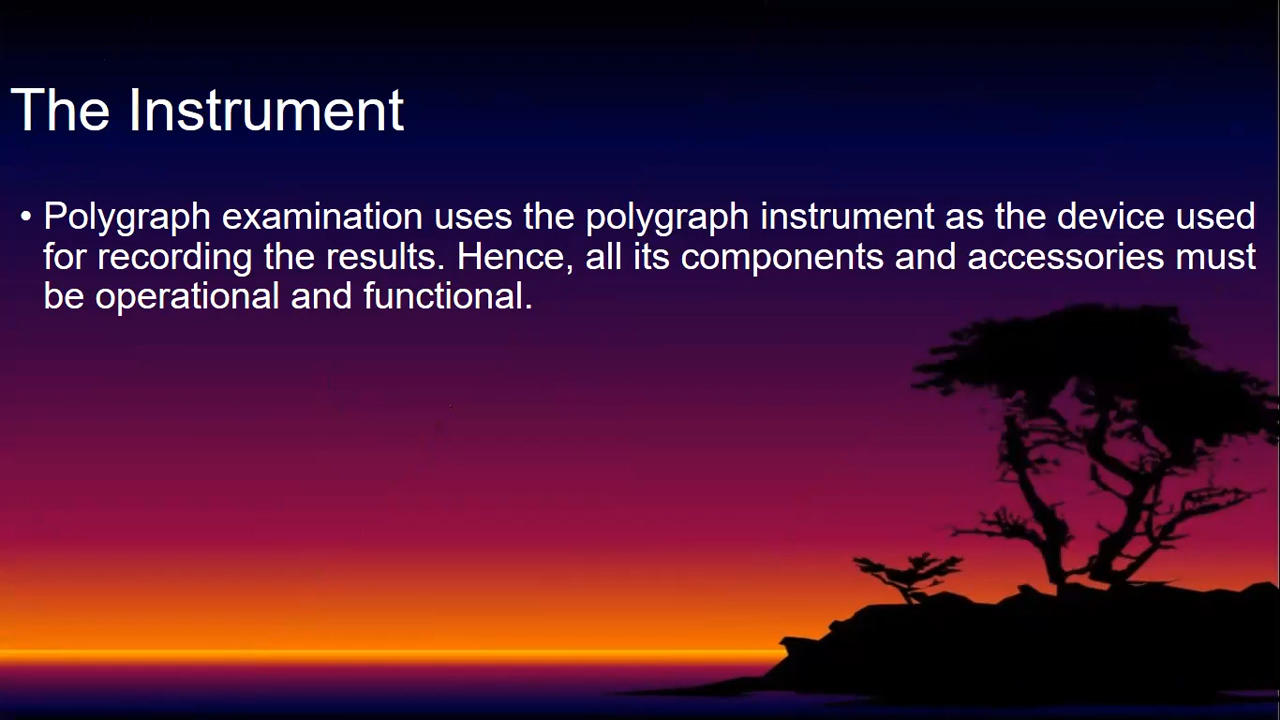 The Instrument
• Polygraph examination uses the polygraph instrument as the device used
for recording the results. Hence, all its components and accessories must
be operational and functional.